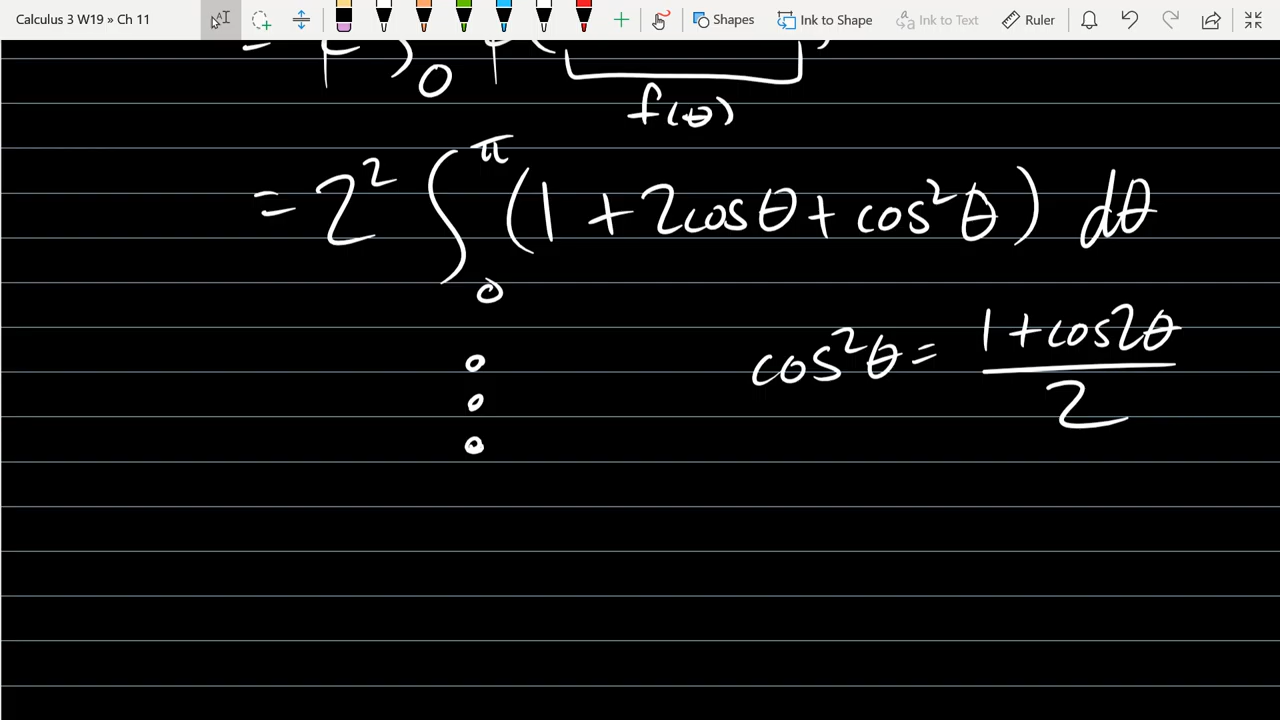 Calculus 3 W19 » Ch 11
Shapes
Ink to Shape
Ink to Text
Ruler
0
f(θ)
= 2² ∫₀^π (1 + 2cosθ + cos²θ) dθ
cos²θ = (1 + cos2θ)/2